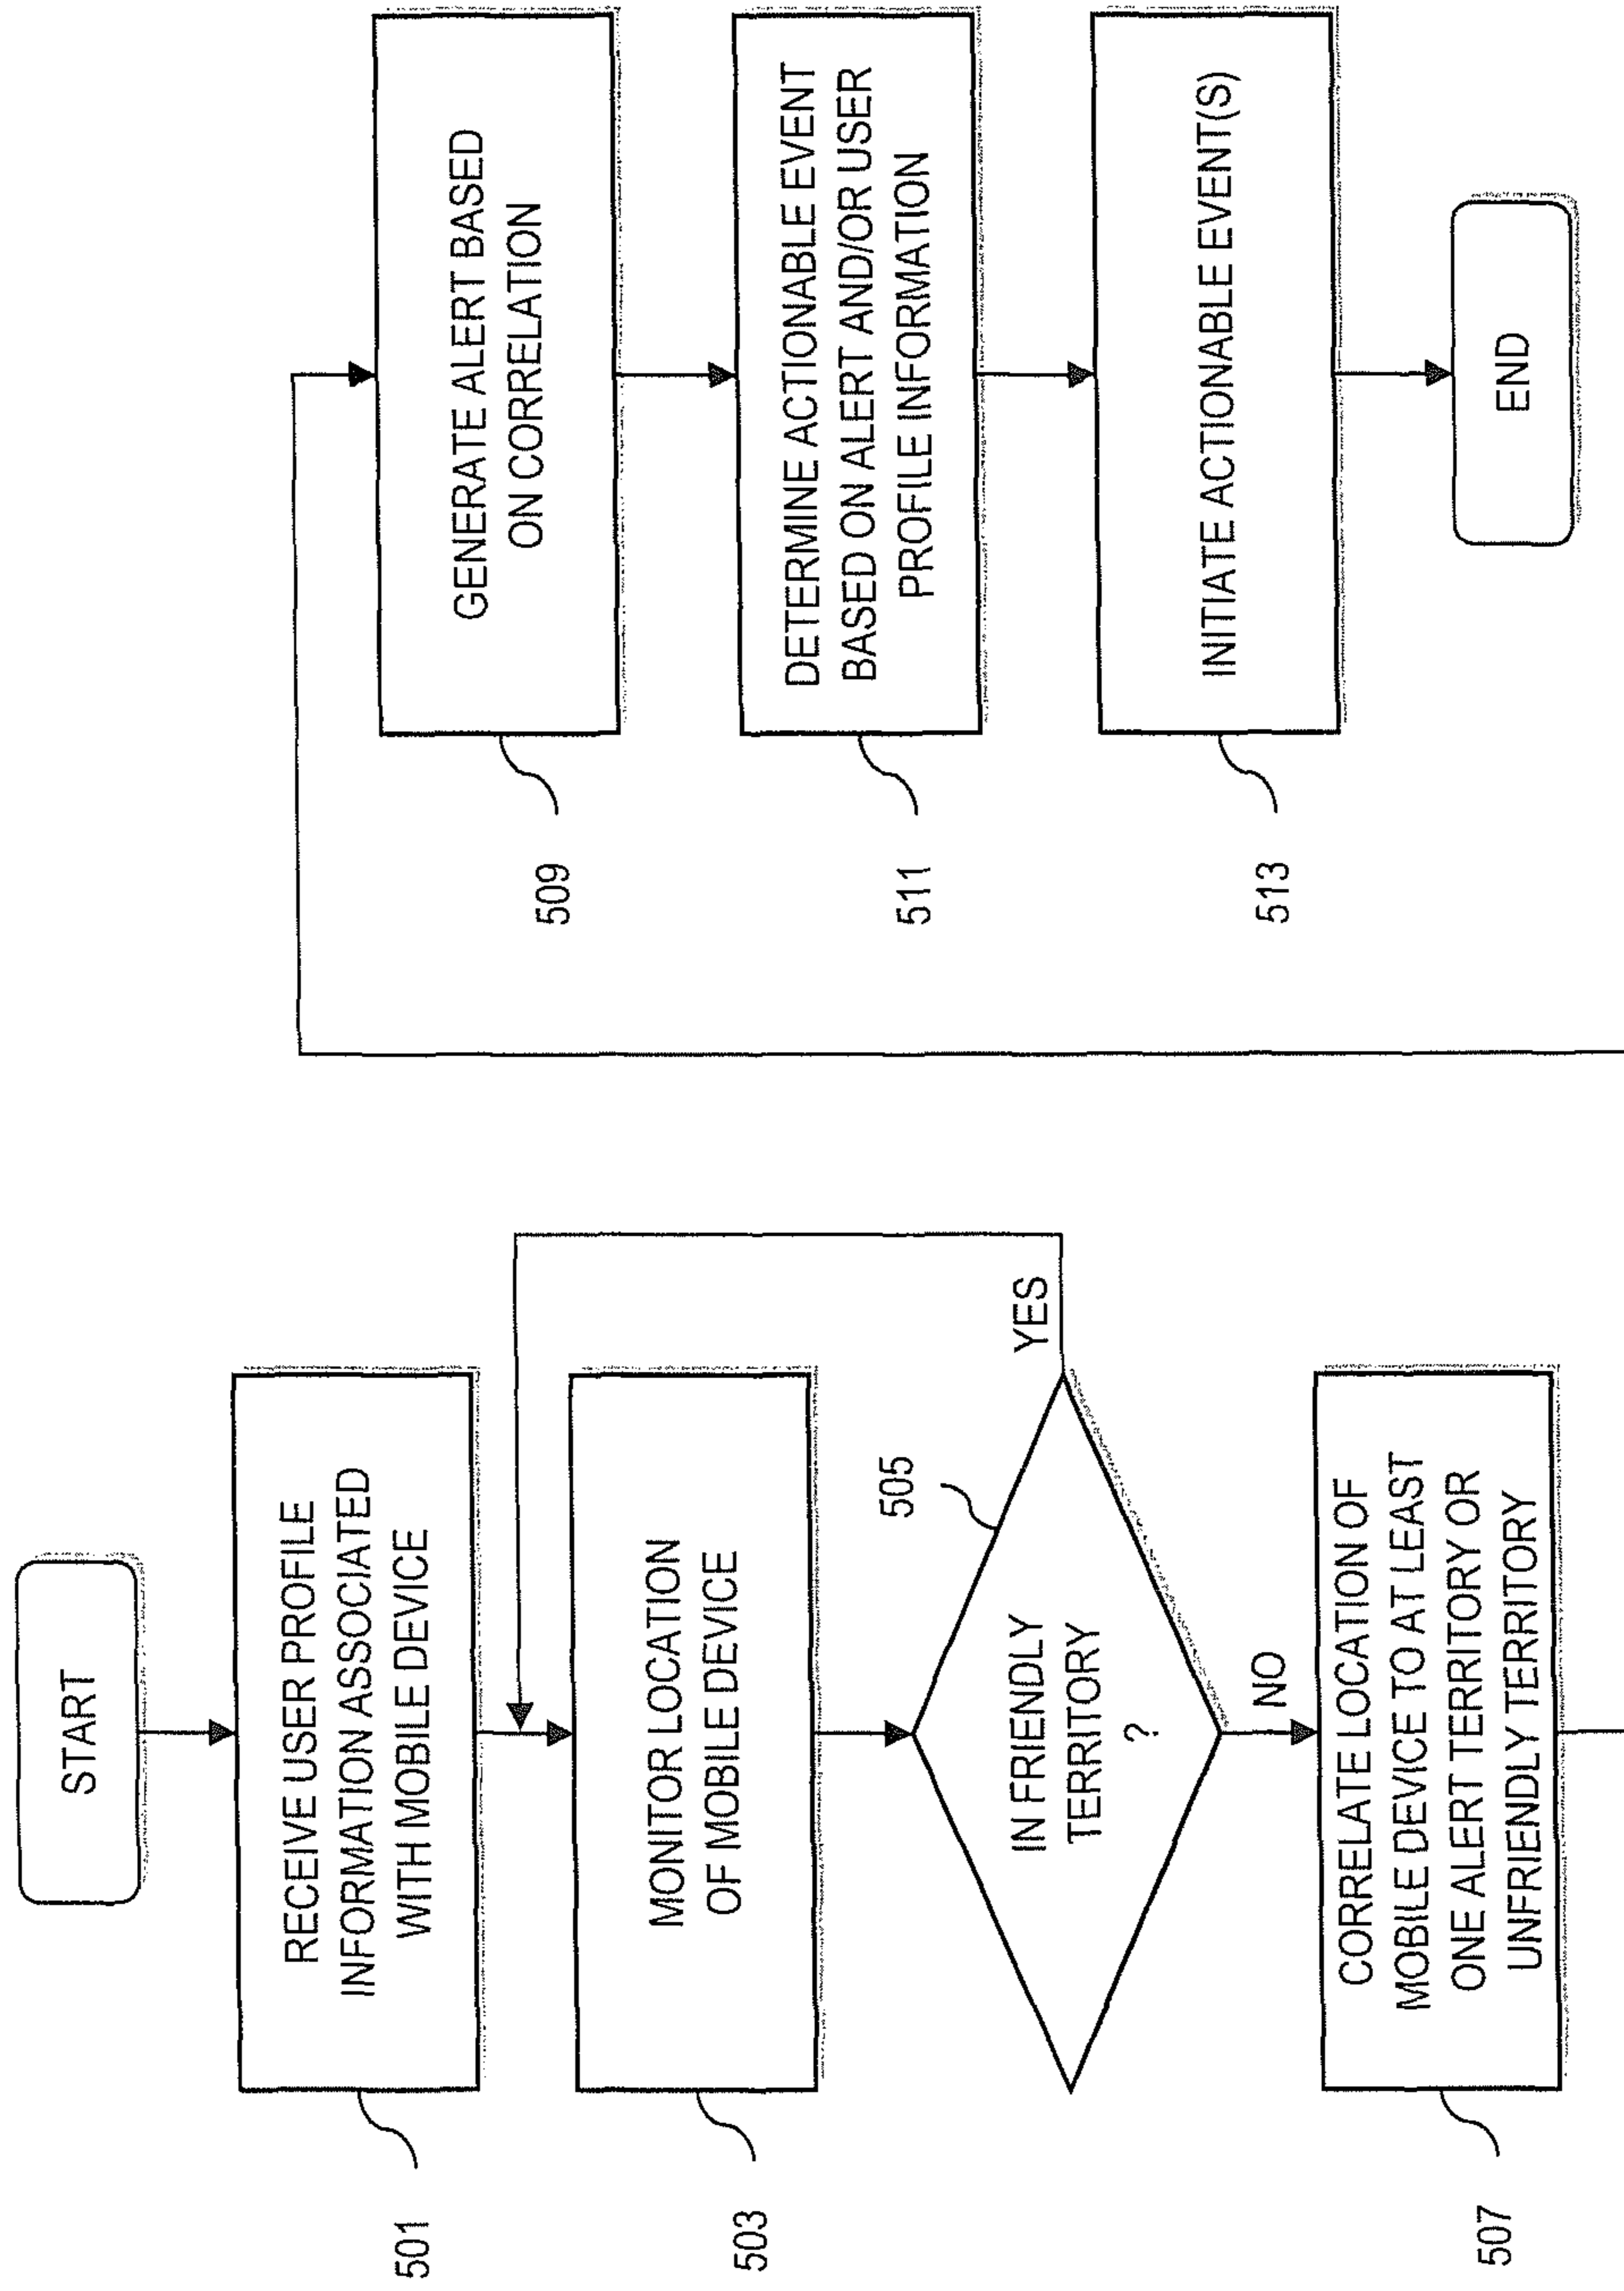 START
501
RECEIVE USER PROFILE
INFORMATION ASSOCIATED
WITH MOBILE DEVICE
503
MONITOR LOCATION
OF MOBILE DEVICE
505
IN FRIENDLY
TERRITORY
?
YES
NO
507
CORRELATE LOCATION OF
MOBILE DEVICE TO AT LEAST
ONE ALERT TERRITORY OR
UNFRIENDLY TERRITORY
509
GENERATE ALERT BASED
ON CORRELATION
511
DETERMINE ACTIONABLE EVENT
BASED ON ALERT AND/OR USER
PROFILE INFORMATION
513
INITIATE ACTIONABLE EVENT(S)
END